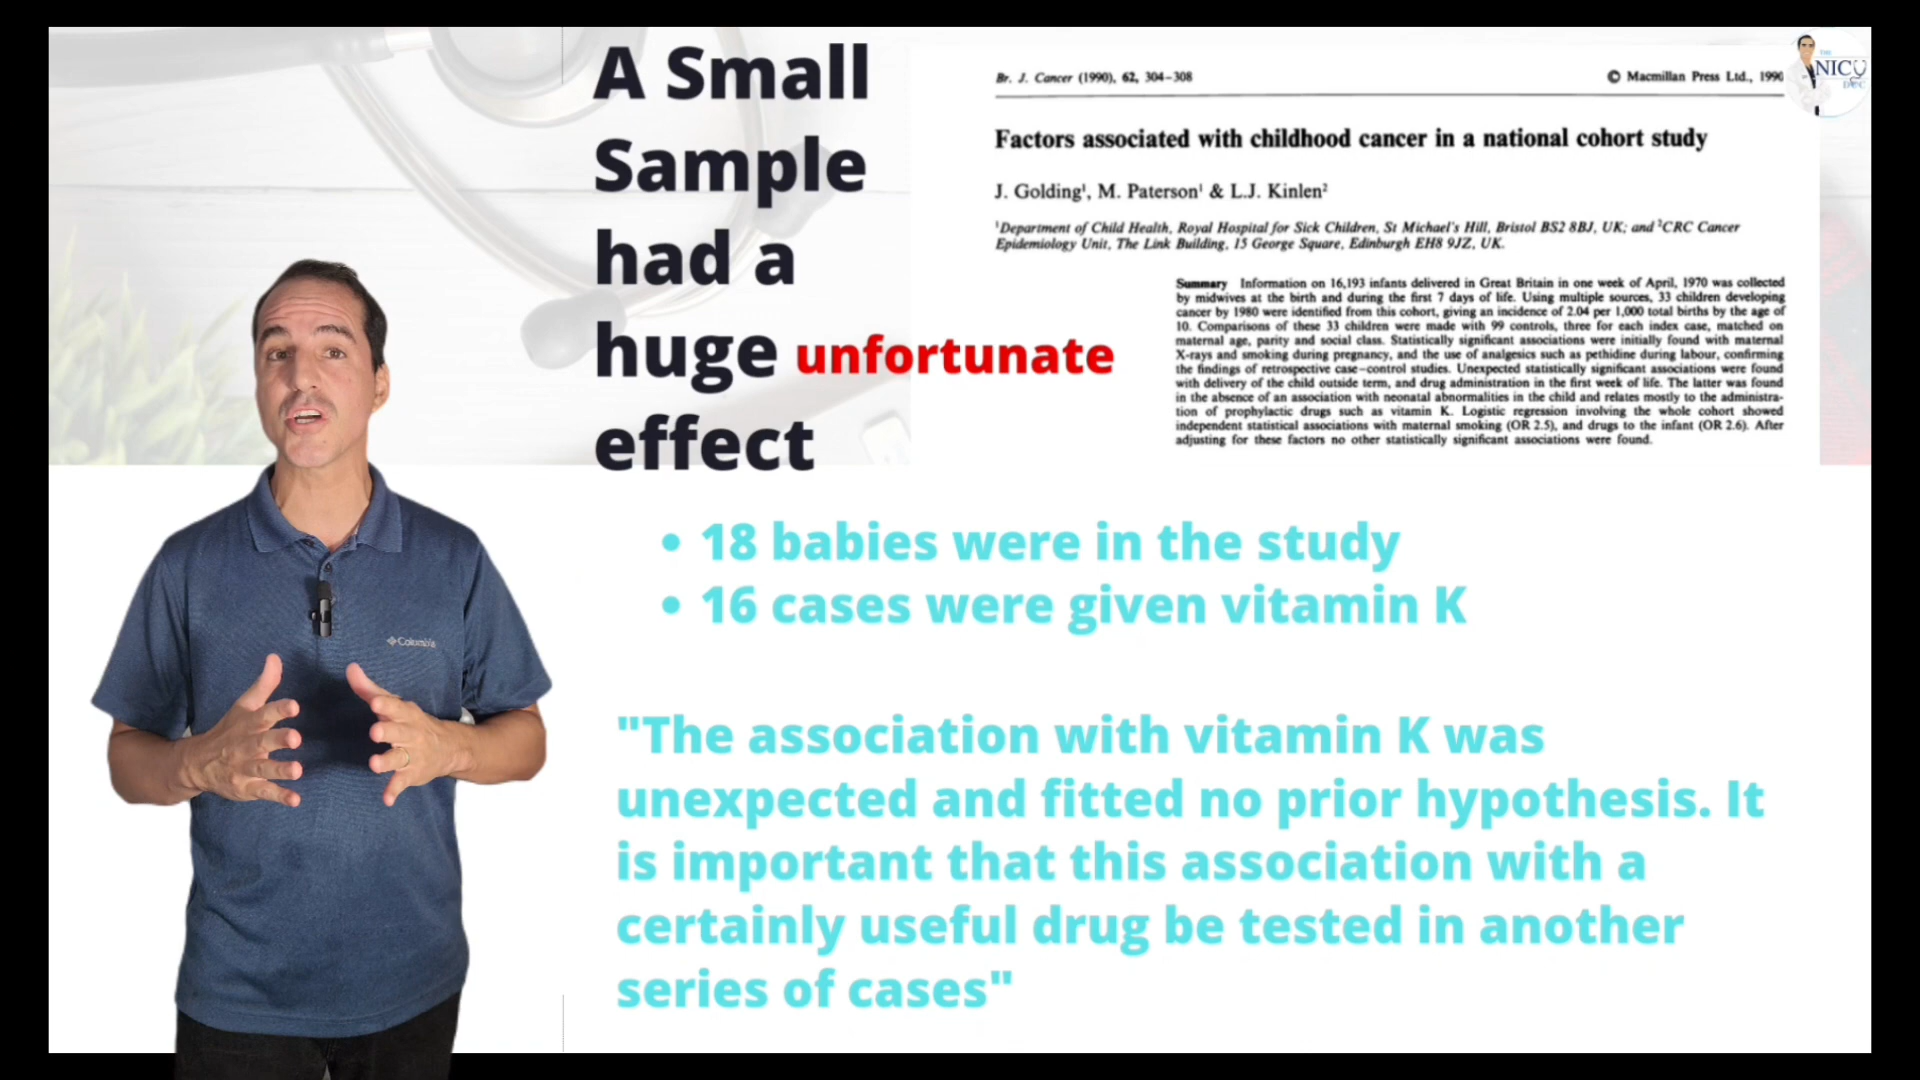 A Small
Sample
had a
huge unfortunate
effect
Br. J. Cancer (1990), 62, 304–308
© Macmillan Press Ltd., 1990
THE
NICU
DOC
Factors associated with childhood cancer in a national cohort study
J. Golding¹, M. Paterson¹ & L.J. Kinlen²
¹Department of Child Health, Royal Hospital for Sick Children, St Michael's Hill, Bristol BS2 8BJ, UK; and ²CRC Cancer
Epidemiology Unit, The Link Building, 15 George Square, Edinburgh EH8 9JZ, UK.
Summary Information on 16,193 infants delivered in Great Britain in one week of April, 1970 was collected
by midwives at the birth and during the first 7 days of life. Using multiple sources, 33 children developing
cancer by 1980 were identified from this cohort, giving an incidence of 2.04 per 1,000 total births by the age of
10. Comparisons of these 33 children were made with 99 controls, three for each index case, matched on
maternal age, parity and social class. Statistically significant associations were initially found with maternal
X-rays and smoking during pregnancy, and the use of analgesics such as pethidine during labour, confirming
the findings of retrospective case–control studies. Unexpected statistically significant associations were found
with delivery of the child outside term, and drug administration in the first week of life. The latter was found
in the absence of an association with neonatal abnormalities in the child and relates mostly to the administra-
tion of prophylactic drugs such as vitamin K. Logistic regression involving the whole cohort showed
independent statistical associations with maternal smoking (OR 2.5), and drugs to the infant (OR 2.6). After
adjusting for these factors no other statistically significant associations were found.
• 18 babies were in the study
• 16 cases were given vitamin K
Columbia
"The association with vitamin K was
unexpected and fitted no prior hypothesis. It
is important that this association with a
certainly useful drug be tested in another
series of cases"